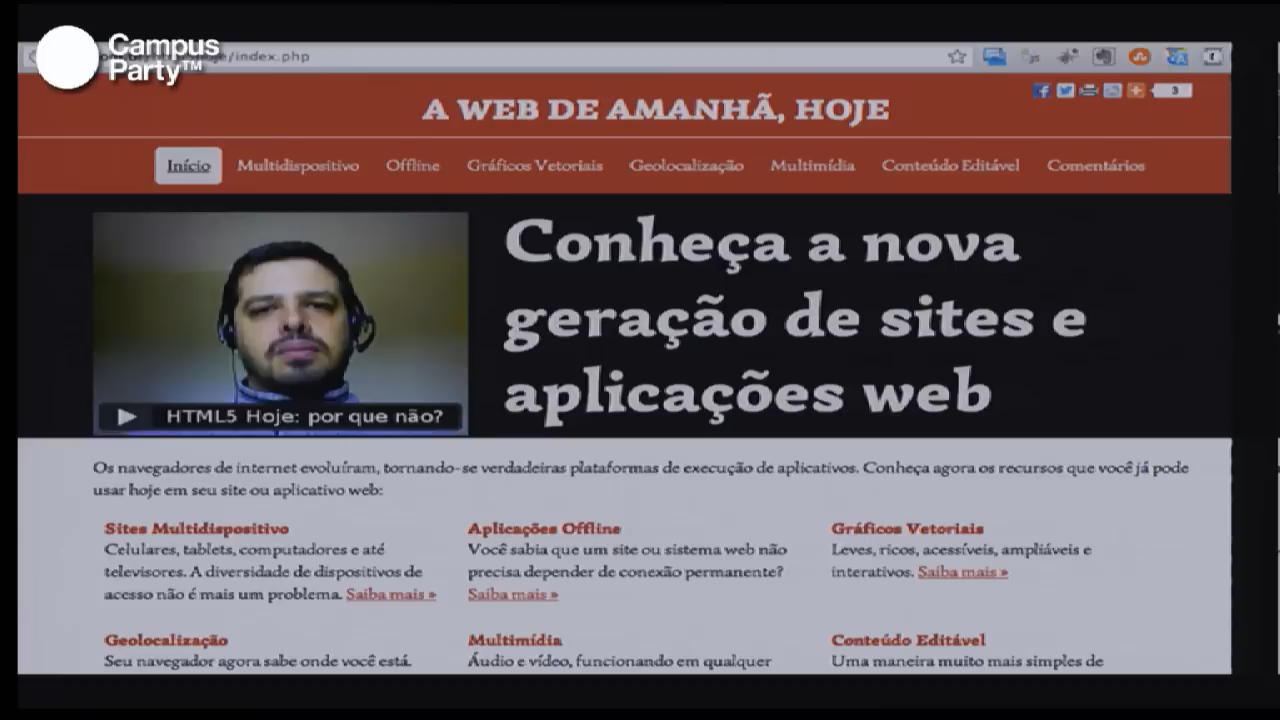 Campus
Party™
/index.php
3
A WEB DE AMANHÃ, HOJE
Início Multidispositivo Offline Gráficos Vetoriais Geolocalização Multimídia Conteúdo Editável Comentários
Conheça a nova
geração de sites e
aplicações web
HTML5 Hoje: por que não?
Os navegadores de internet evoluíram, tornando-se verdadeiras plataformas de execução de aplicativos. Conheça agora os recursos que você já pode
usar hoje em seu site ou aplicativo web:
Sites Multidispositivo
Celulares, tablets, computadores e até
televisores. A diversidade de dispositivos de
acesso não é mais um problema. Saiba mais »
Aplicações Offline
Você sabia que um site ou sistema web não
precisa depender de conexão permanente?
Saiba mais »
Gráficos Vetoriais
Leves, ricos, acessíveis, ampliáveis e
interativos. Saiba mais »
Geolocalização
Seu navegador agora sabe onde você está.
Multimídia
Áudio e vídeo, funcionando em qualquer
Conteúdo Editável
Uma maneira muito mais simples de